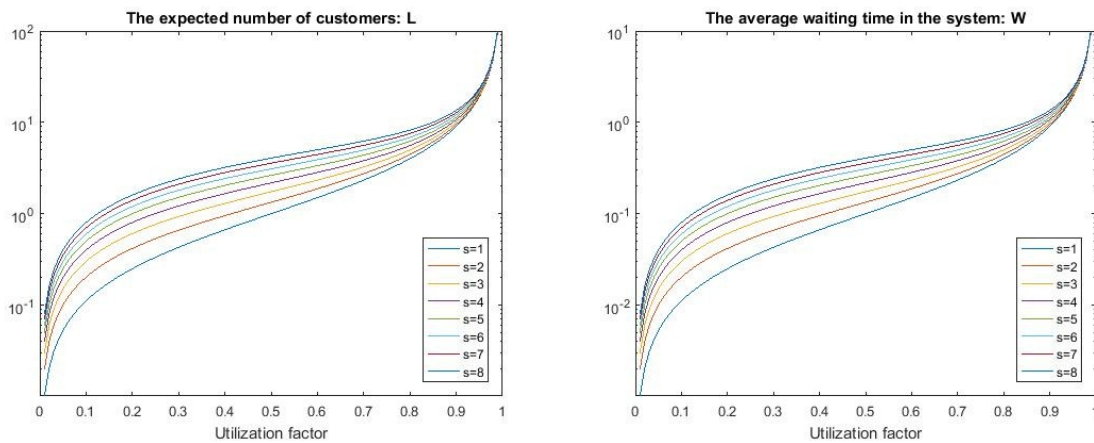 The expected number of customers: L
10^2
10^1
10^0
10^-1
0 0.1 0.2 0.3 0.4 0.5 0.6 0.7 0.8 0.9 1
Utilization factor
s=1
s=2
s=3
s=4
s=5
s=6
s=7
s=8
The average waiting time in the system: W
10^1
10^0
10^-1
10^-2
0 0.1 0.2 0.3 0.4 0.5 0.6 0.7 0.8 0.9 1
Utilization factor
s=1
s=2
s=3
s=4
s=5
s=6
s=7
s=8